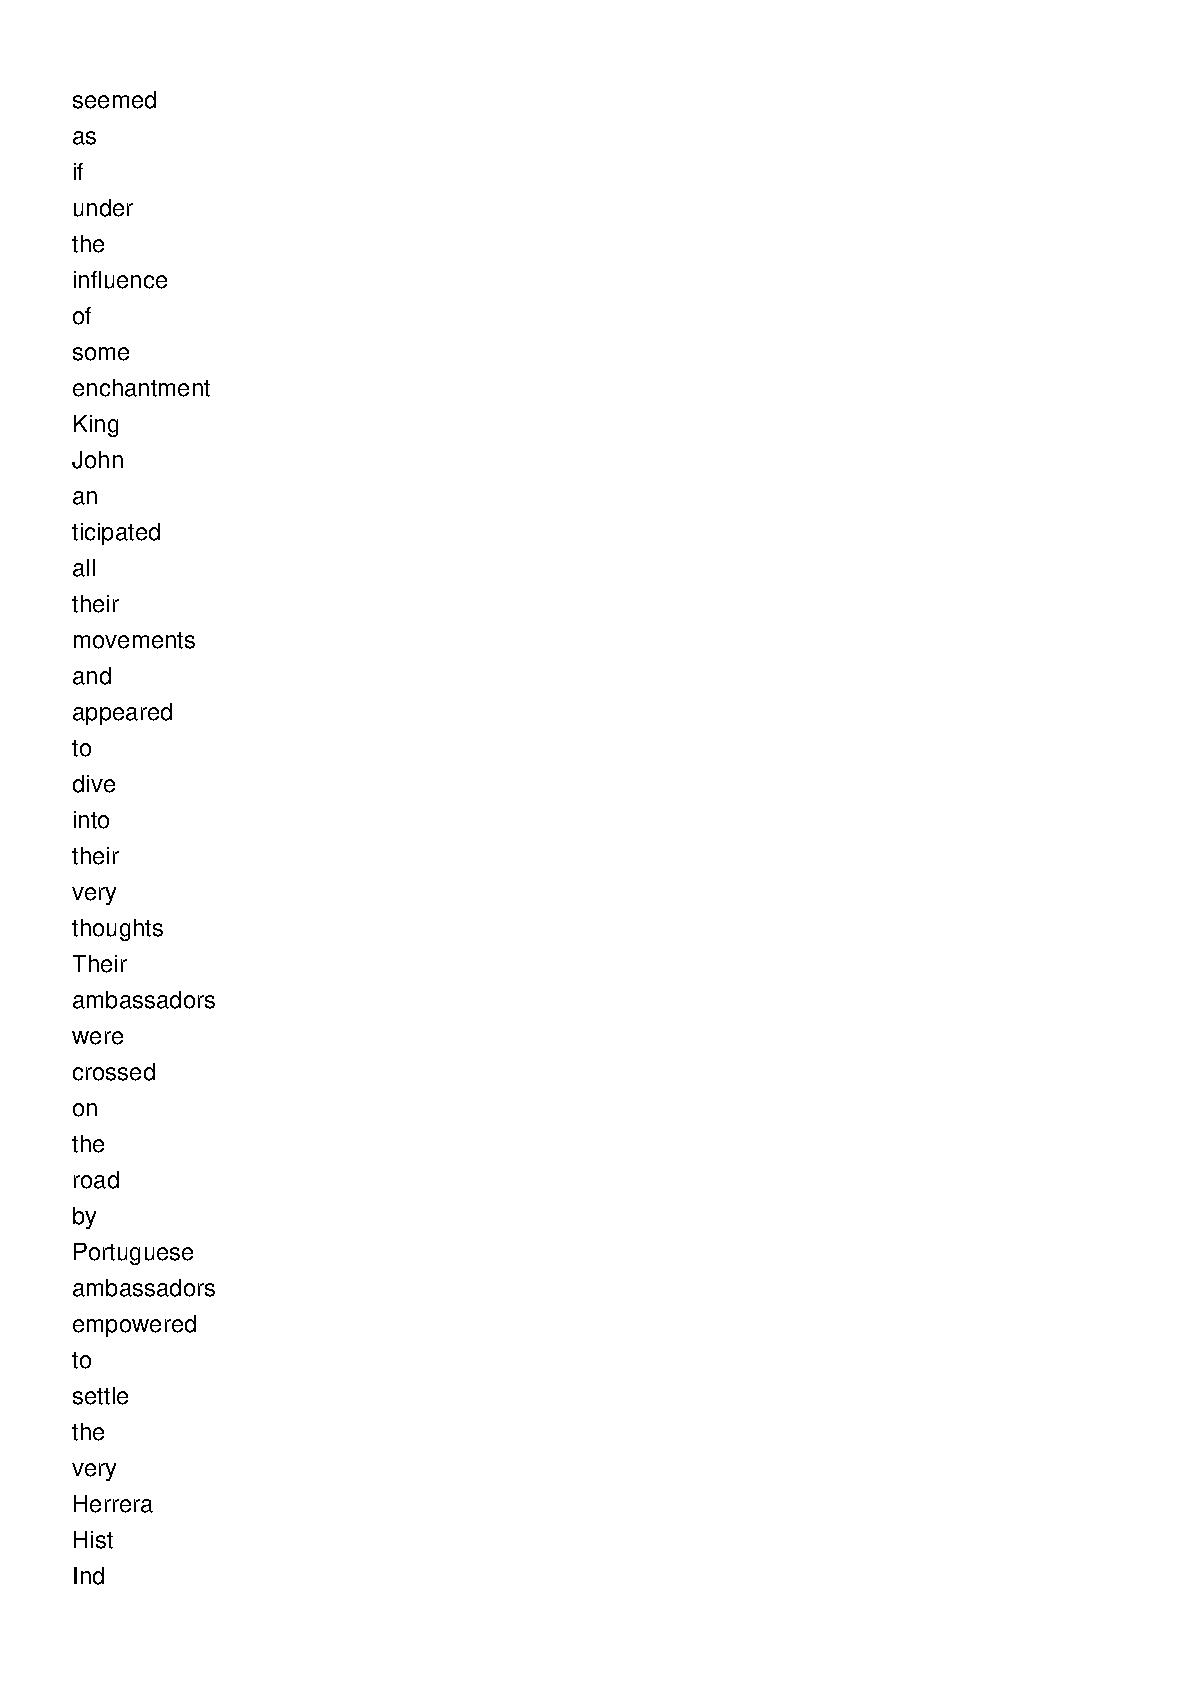 seemed
as
if
under
the
influence
of
some
enchantment
King
John
an
ticipated
all
their
movements
and
appeared
to
dive
into
their
very
thoughts
Their
ambassadors
were
crossed
on
the
road
by
Portuguese
ambassadors
empowered
to
settle
the
very
Herrera
Hist
Ind